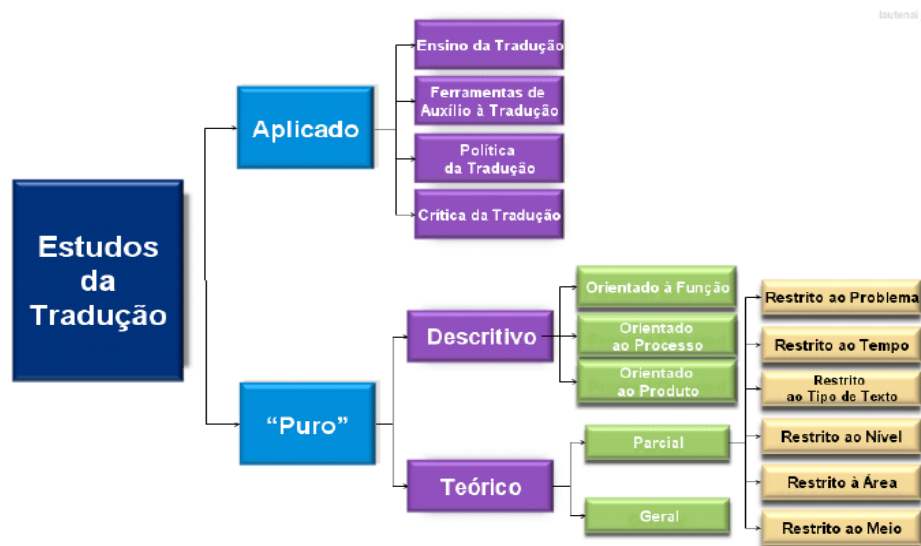 lautenai
Ensino da Tradução
Ferramentas de
Auxílio à Tradução
Aplicado
Política
da Tradução
Crítica da Tradução
Estudos
da
Tradução
Orientado à Função
Restrito ao Problema
Descritivo
Orientado
ao Processo
Restrito ao Tempo
Orientado
ao Produto
Restrito
ao Tipo de Texto
“Puro”
Parcial
Restrito ao Nível
Teórico
Restrito à Área
Geral
Restrito ao Meio